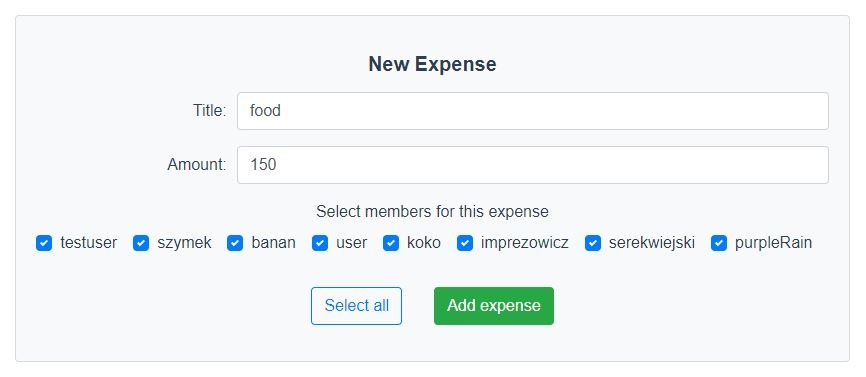 New Expense
Title: food
Amount: 150
Select members for this expense
testuser szymek banan user koko imprezowicz serekwiejski purpleRain
Select all Add expense